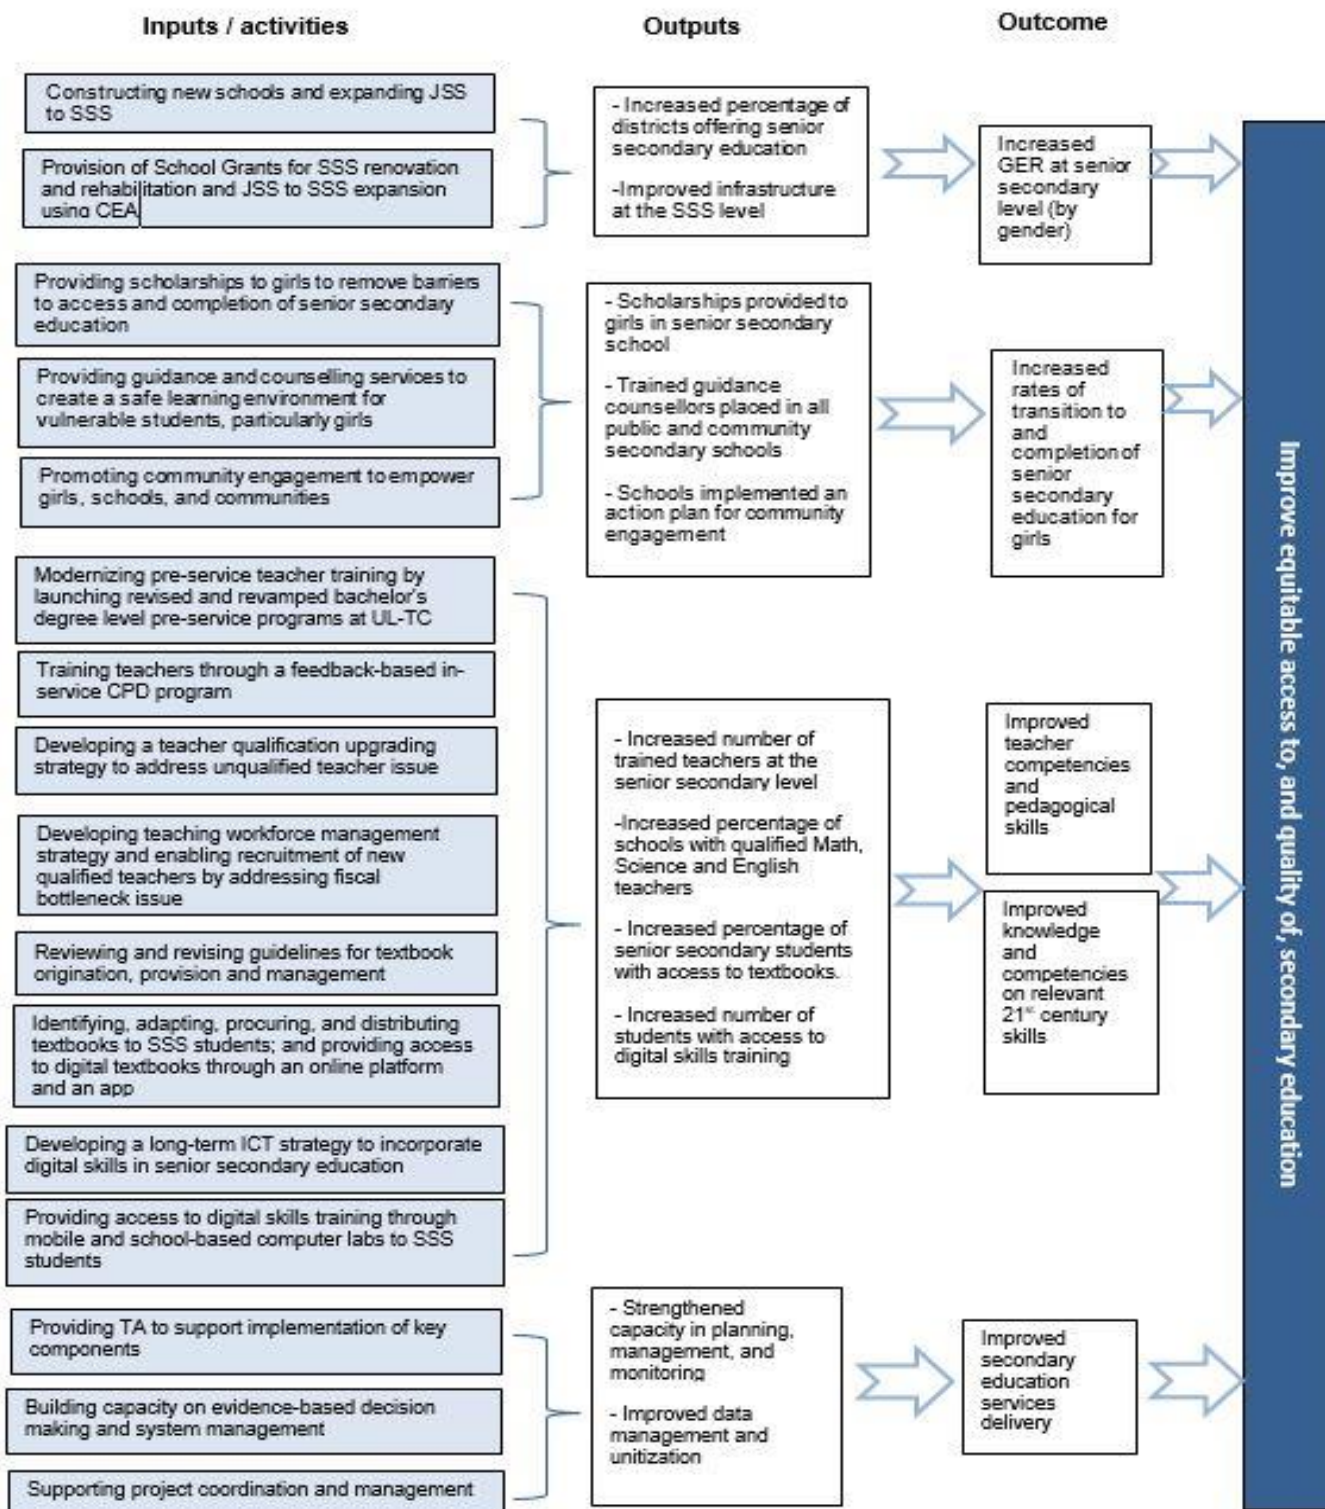 Inputs / activities
Outputs
Outcome
Constructing new schools and expanding JSS
to SSS
Provision of School Grants for SSS renovation
and rehabilitation and JSS to SSS expansion
using CEA.
- Increased percentage of
districts offering senior
secondary education
-Improved infrastructure
at the SSS level
Increased
GER at senior
secondary
level (by
gender)
Providing scholarships to girls to remove barriers
to access and completion of senior secondary
education
Providing guidance and counselling services to
create a safe learning environment for
vulnerable students, particularly girls
Promoting community engagement to empower
girls, schools, and communities
- Scholarships provided to
girls in senior secondary
school
- Trained guidance
counsellors placed in all
public and community
secondary schools
- Schools implemented an
action plan for community
engagement
Increased
rates of
transition to
and
completion of
senior
secondary
education for
girls
Modernizing pre-service teacher training by
launching revised and revamped bachelor's
degree level pre-service programs at UL-TC
Training teachers through a feedback-based in-
service CPD program
Developing a teacher qualification upgrading
strategy to address unqualified teacher issue
Developing teaching workforce management
strategy and enabling recruitment of new
qualified teachers by addressing fiscal
bottleneck issue
Reviewing and revising guidelines for textbook
origination, provision and management
Identifying, adapting, procuring, and distributing
textbooks to SSS students; and providing access
to digital textbooks through an online platform
and an app
Developing a long-term ICT strategy to incorporate
digital skills in senior secondary education
Providing access to digital skills training through
mobile and school-based computer labs to SSS
students
- Increased number of
trained teachers at the
senior secondary level
-Increased percentage of
schools with qualified Math,
Science and English
teachers
- Increased percentage of
senior secondary students
with access to textbooks.
- Increased number of
students with access to
digital skills training
Improved
teacher
competencies
and
pedagogical
skills
Improved
knowledge
and
competencies
on relevant
21st century
skills
Providing TA to support implementation of key
components
Building capacity on evidence-based decision
making and system management
Supporting project coordination and management
- Strengthened
capacity in planning,
management, and
monitoring
- Improved data
management and
unitization
Improved
secondary
education
services
delivery
Improve equitable access to, and quality of, secondary education